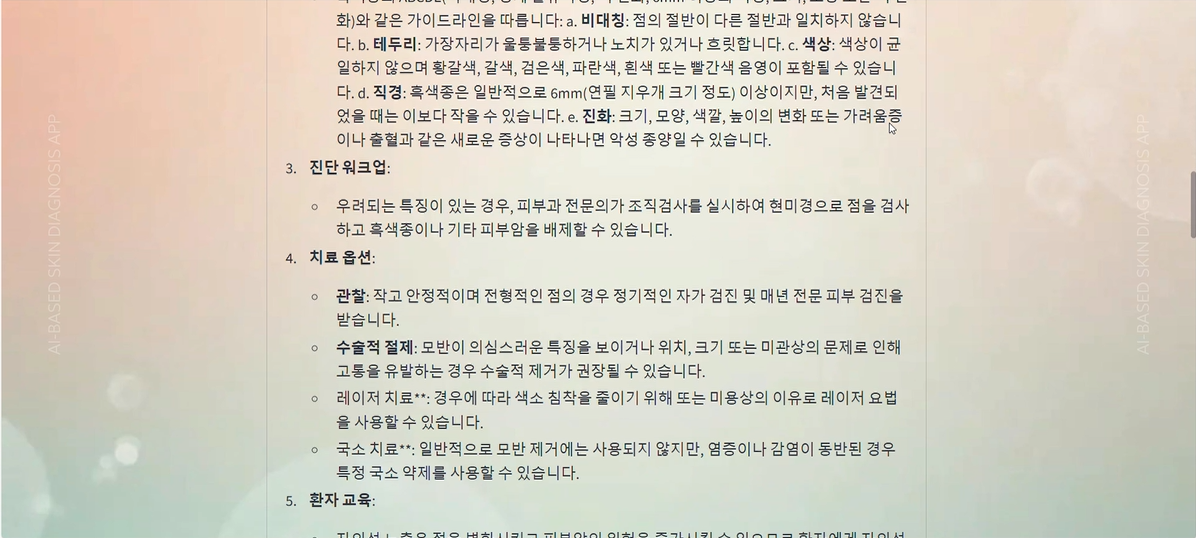 화)와 같은 가이드라인을 따릅니다: a. 비대칭: 점의 절반이 다른 절반과 일치하지 않습니
다. b. 테두리: 가장자리가 울퉁불퉁하거나 노치가 있거나 흐릿합니다. c. 색상: 색상이 균
일하지 않으며 황갈색, 갈색, 검은색, 파란색, 흰색 또는 빨간색 음영이 포함될 수 있습니
다. d. 직경: 흑색종은 일반적으로 6mm(연필 지우개 크기 정도) 이상이지만, 처음 발견되
었을 때는 이보다 작을 수 있습니다. e. 진화: 크기, 모양, 색깔, 높이의 변화 또는 가려움증
이나 출혈과 같은 새로운 증상이 나타나면 악성 종양일 수 있습니다.
3. 진단 워크업:
○ 우려되는 특징이 있는 경우, 피부과 전문의가 조직검사를 실시하여 현미경으로 점을 검사
하고 흑색종이나 기타 피부암을 배제할 수 있습니다.
4. 치료 옵션:
○ 관찰: 작고 안정적이며 전형적인 점의 경우 정기적인 자가 검진 및 매년 전문 피부 검진을
받습니다.
○ 수술적 절제: 모반이 의심스러운 특징을 보이거나 위치, 크기 또는 미관상의 문제로 인해
고통을 유발하는 경우 수술적 제거가 권장될 수 있습니다.
○ 레이저 치료**: 경우에 따라 색소 침착을 줄이기 위해 또는 미용상의 이유로 레이저 요법
을 사용할 수 있습니다.
○ 국소 치료**: 일반적으로 모반 제거에는 사용되지 않지만, 염증이나 감염이 동반된 경우
특정 국소 약제를 사용할 수 있습니다.
5. 환자 교육:
AI-BASED SKIN DIAGNOSIS APP
AI-BASED SKIN DIAGNOSIS APP